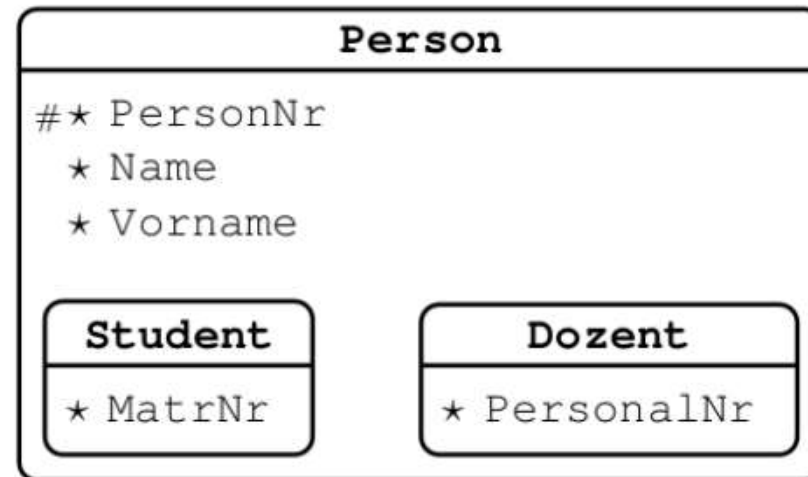 Person
#* PersonNr
* Name
* Vorname
Student
* MatrNr
Dozent
* PersonalNr